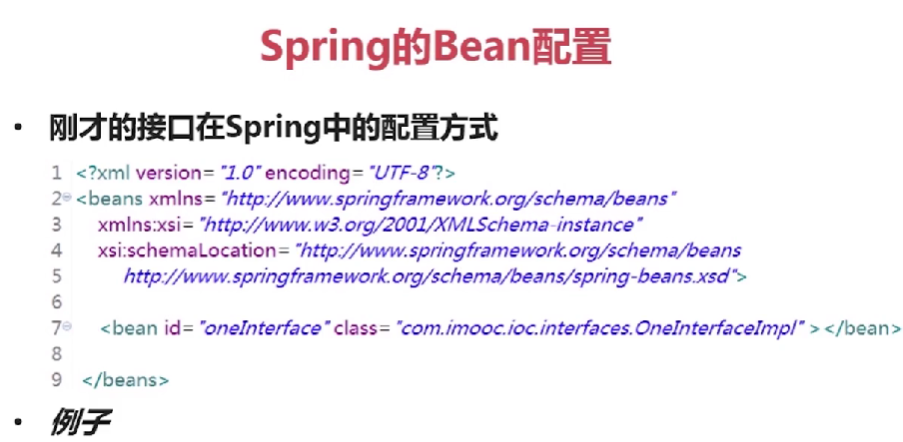 Spring的Bean配置
• 刚才的接口在Spring中的配置方式
1 <?xml version="1.0" encoding="UTF-8"?>
2 <beans xmlns="http://www.springframework.org/schema/beans"
3 xmlns:xsi="http://www.w3.org/2001/XMLSchema-instance"
4 xsi:schemaLocation="http://www.springframework.org/schema/beans
5 http://www.springframework.org/schema/beans/spring-beans.xsd">
6
7 <bean id="oneInterface" class="com.imooc.ioc.interfaces.OneInterfaceImpl" ></bean>
8
9 </beans>
• 例子